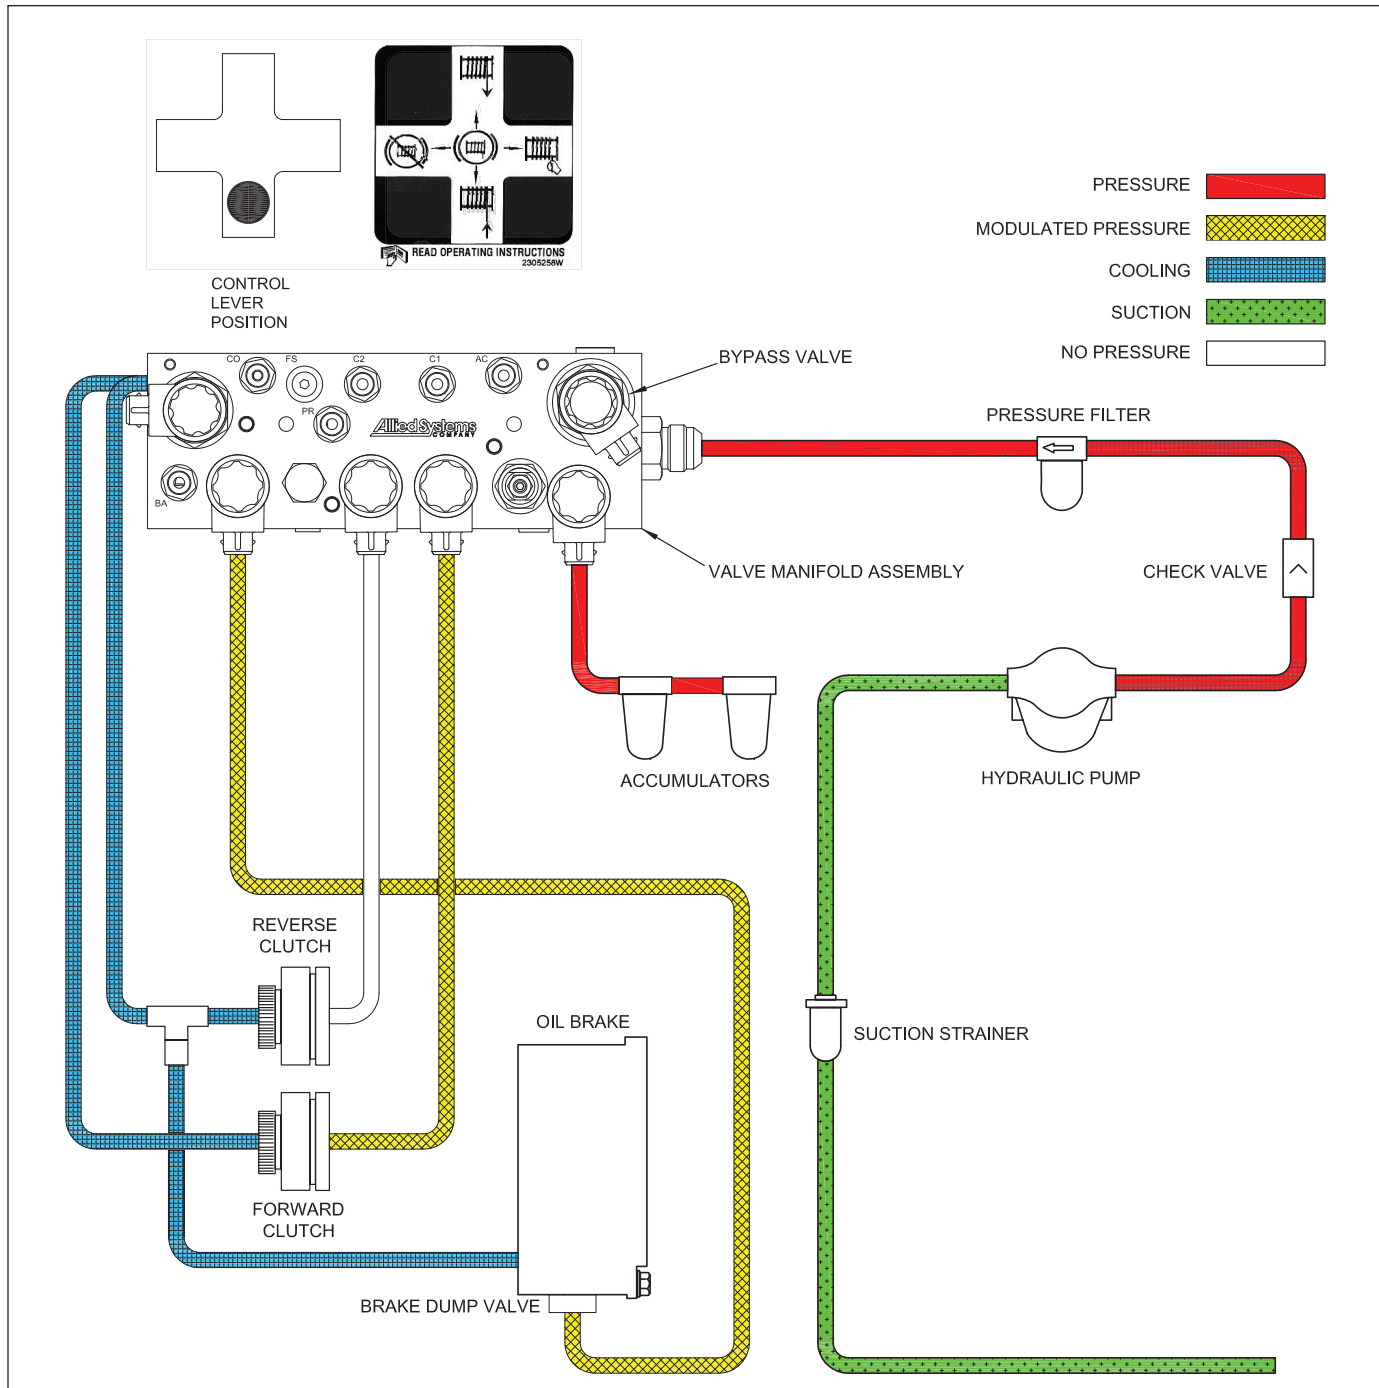 READ OPERATING INSTRUCTIONS
2305258W
CONTROL
LEVER
POSITION
PRESSURE
MODULATED PRESSURE
COOLING
SUCTION
NO PRESSURE
CO
FS
C2
C1
AC
PR
BA
Allied Systems
COMPANY
BYPASS VALVE
PRESSURE FILTER
VALVE MANIFOLD ASSEMBLY
CHECK VALVE
ACCUMULATORS
HYDRAULIC PUMP
REVERSE
CLUTCH
OIL BRAKE
SUCTION STRAINER
FORWARD
CLUTCH
BRAKE DUMP VALVE